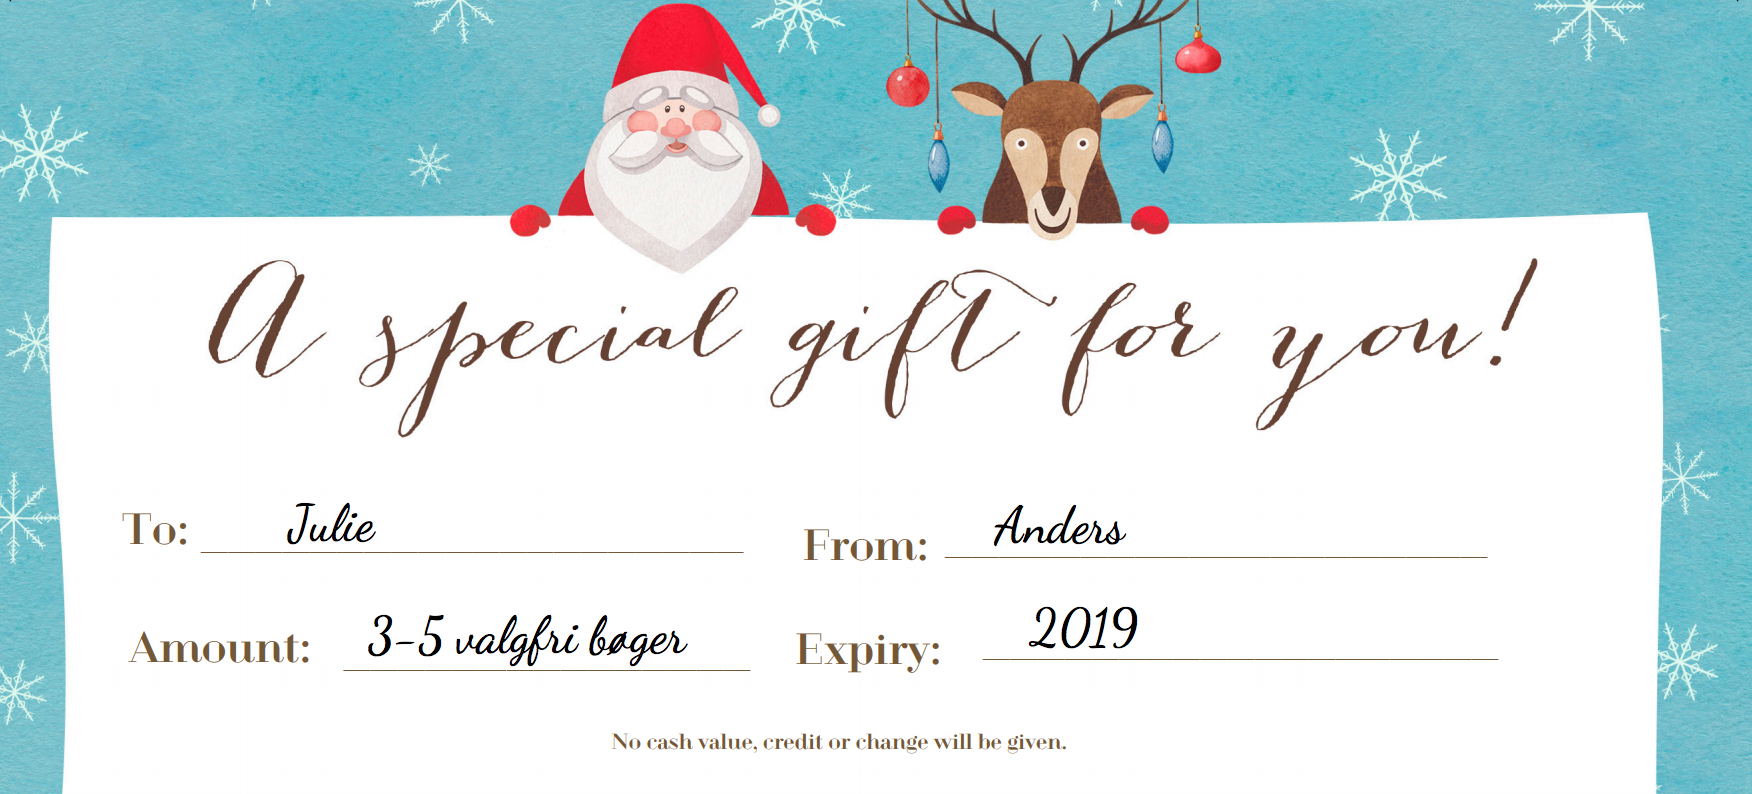 A special gift for you!
To: Julie
From: Anders
Amount: 3-5 valgfri bøger
Expiry: 2019
No cash value, credit or change will be given.